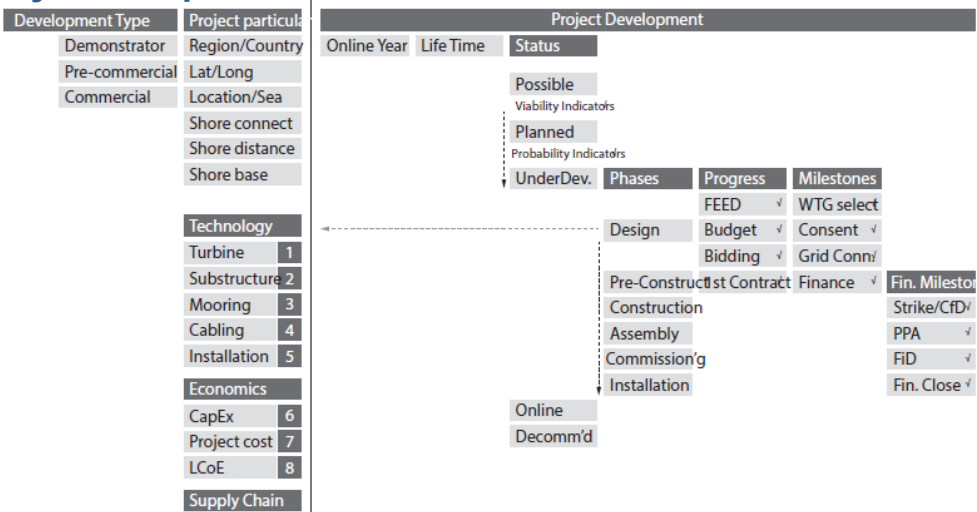 Development Type Project particula Project Development
Demonstrator Region/Country Online Year Life Time Status
Pre-commercial Lat/Long
Possible
Commercial Location/Sea
Viability Indicators
Shore connect
Planned
Shore distance
Probability Indicators
Shore base UnderDev. Phases Progress Milestones
FEED √ WTG select
Technology Design Budget √ Consent √
Turbine 1 Bidding √ Grid Conn√
Substructure 2 Pre-Construct 1st Contract √ Finance √ Fin. Mileston
Mooring 3 Construction Strike/CfD √
Cabling 4 Assembly PPA √
Installation 5 Commission'g FiD √
Economics Installation Fin. Close √
CapEx 6 Online
Project cost 7 Decomm'd
LCoE 8
Supply Chain